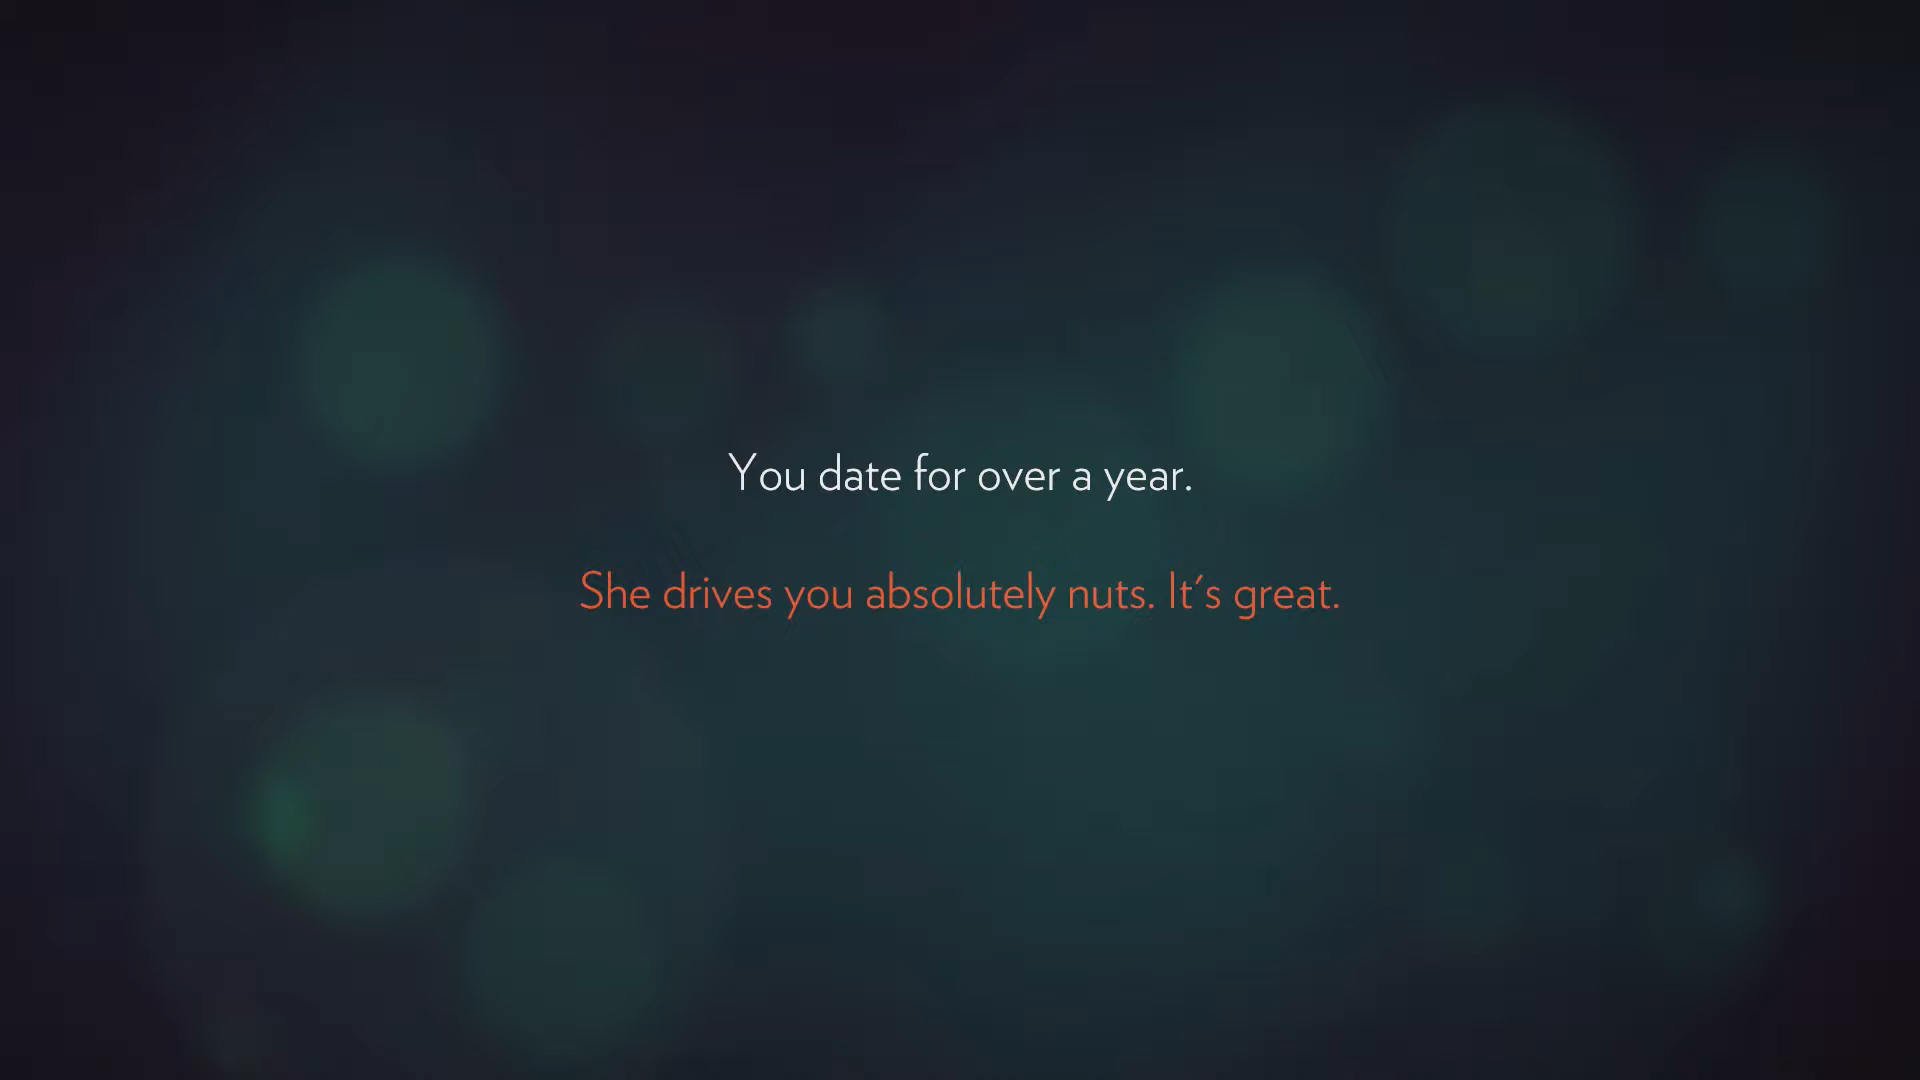 You date for over a year.
She drives you absolutely nuts. It's great.